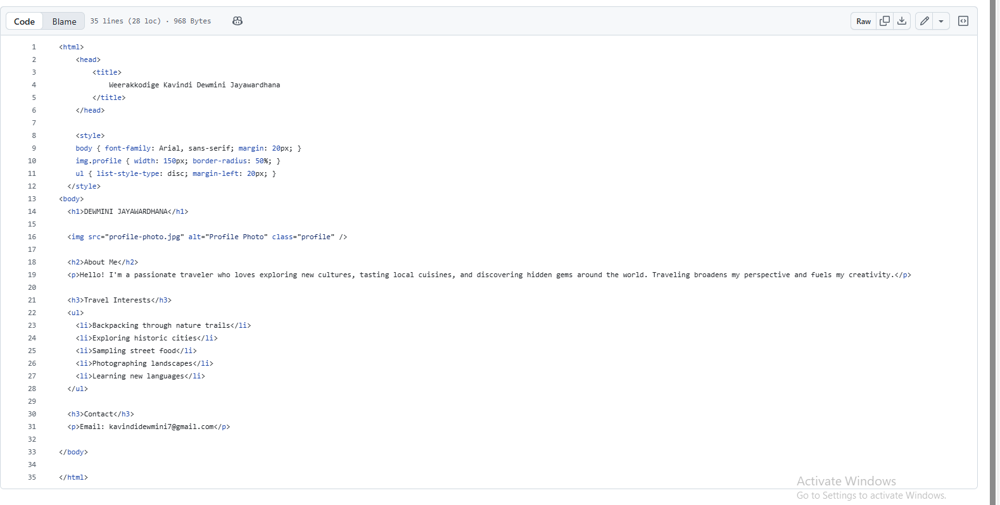 Code Blame 35 lines (28 loc) · 968 Bytes Raw
1 <html>
2 <head>
3 <title>
4 Weerakkodige Kavindi Dewmini Jayawardhana
5 </title>
6 </head>
7
8 <style>
9 body { font-family: Arial, sans-serif; margin: 20px; }
10 img.profile { width: 150px; border-radius: 50%; }
11 ul { list-style-type: disc; margin-left: 20px; }
12 </style>
13 <body>
14 <h1>DEWMINI JAYAWARDHANA</h1>
15
16 <img src="profile-photo.jpg" alt="Profile Photo" class="profile" />
17
18 <h2>About Me</h2>
19 <p>Hello! I'm a passionate traveler who loves exploring new cultures, tasting local cuisines, and discovering hidden gems around the world. Traveling broadens my perspective and fuels my creativity.</p>
20
21 <h3>Travel Interests</h3>
22 <ul>
23 <li>Backpacking through nature trails</li>
24 <li>Exploring historic cities</li>
25 <li>Sampling street food</li>
26 <li>Photographing landscapes</li>
27 <li>Learning new languages</li>
28 </ul>
29
30 <h3>Contact</h3>
31 <p>Email: kavindidewmini7@gmail.com</p>
32
33 </body>
34
35 </html>
Activate Windows
Go to Settings to activate Windows.